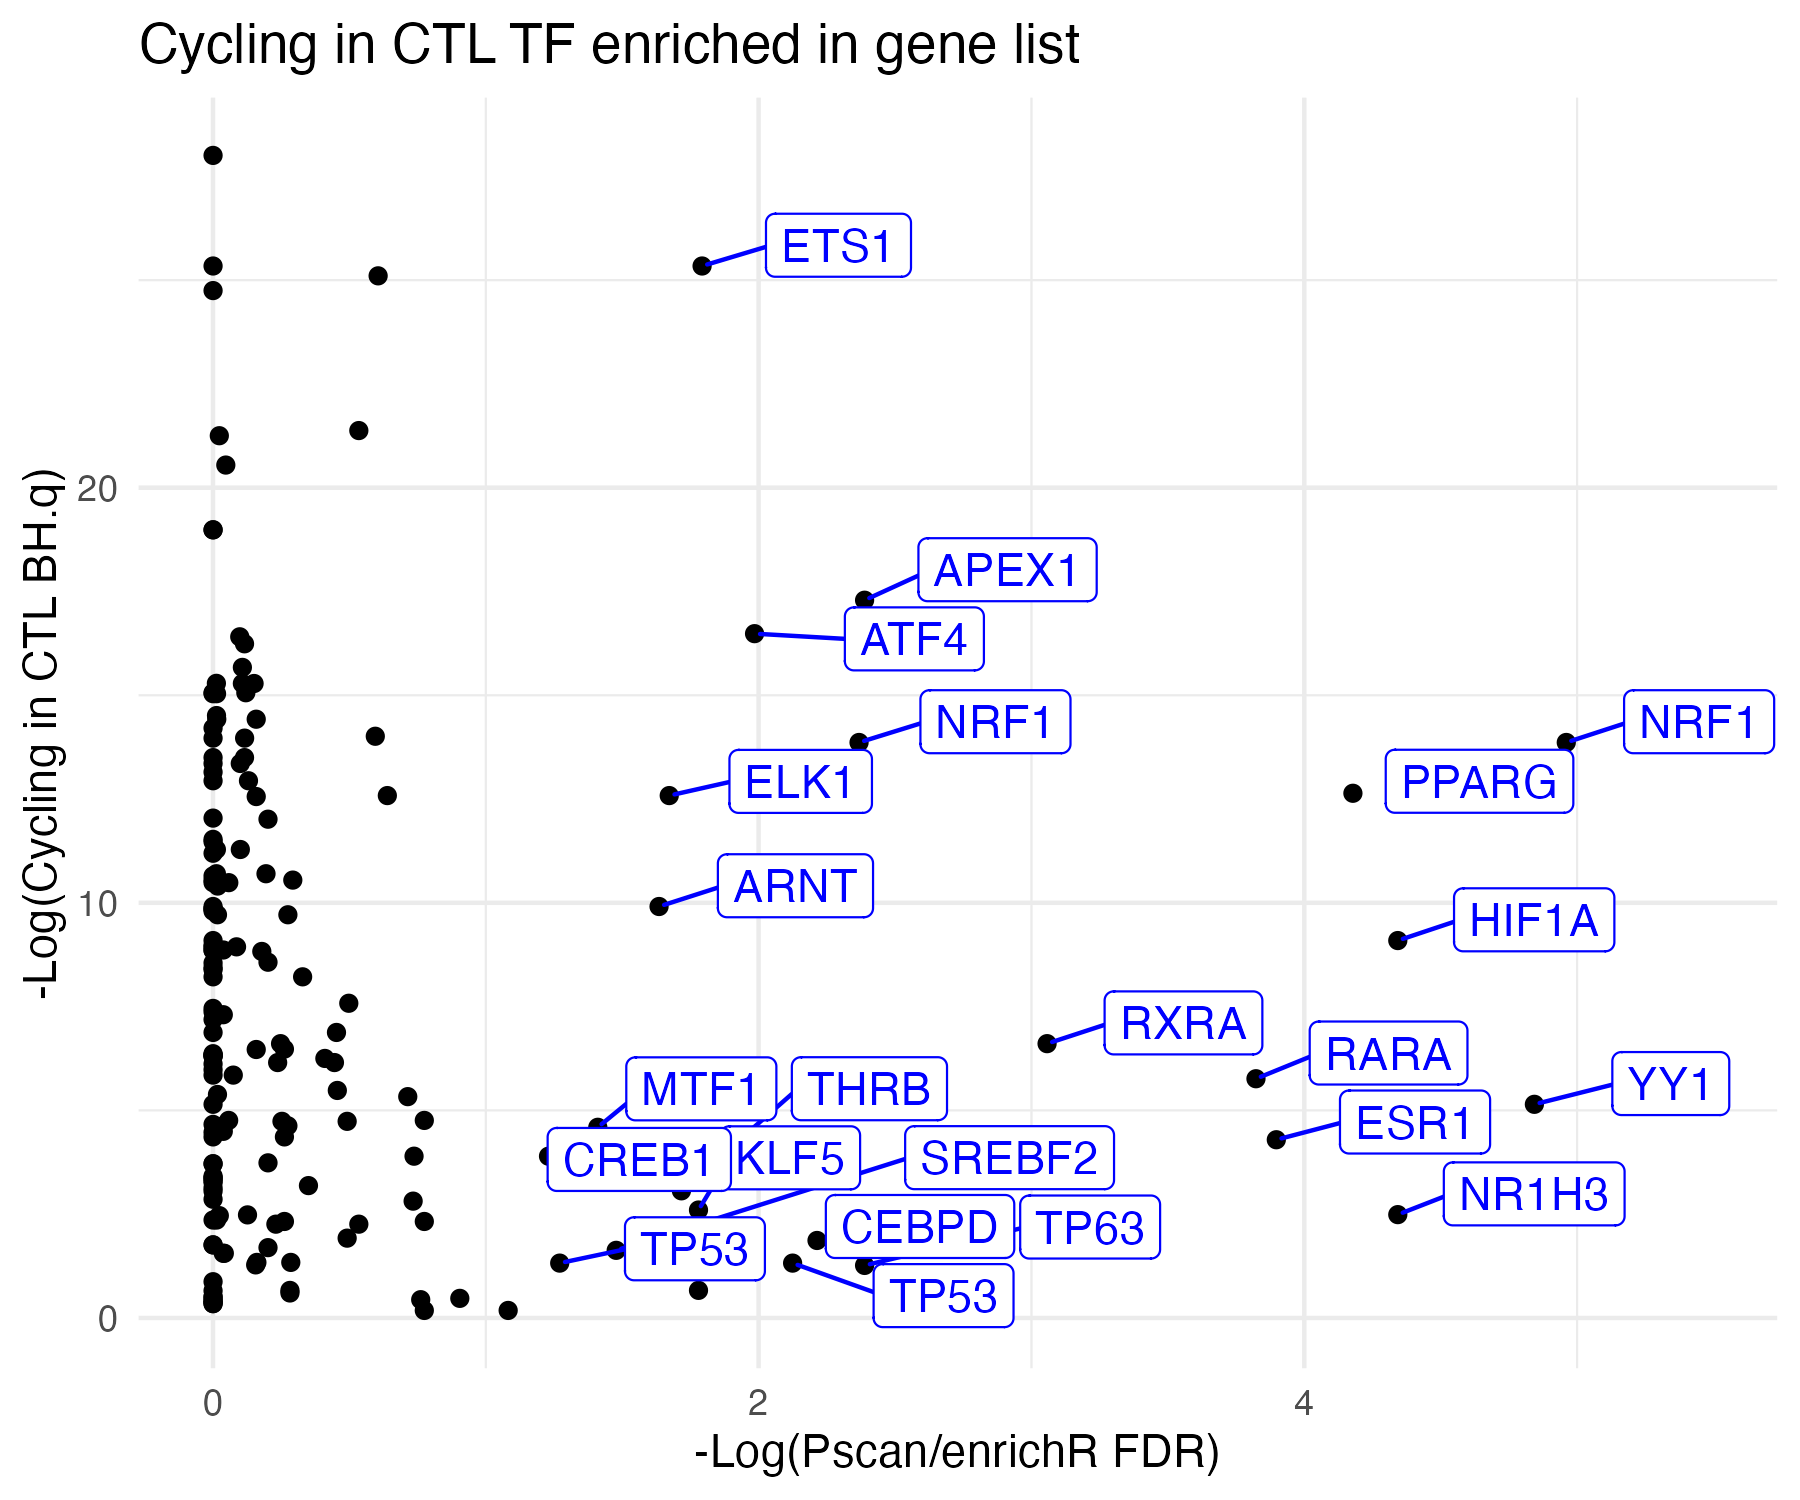 Cycling in CTL TF enriched in gene list
-Log(Cycling in CTL BH.q)
20
10
0
ETS1
APEX1
ATF4
NRF1
NRF1
ELK1
PPARG
ARNT
HIF1A
RXRA
RARA
MTF1
THRB
YY1
ESR1
CREB1
KLF5
SREBF2
NR1H3
CEBPD
TP63
TP53
TP53
0
2
4
-Log(Pscan/enrichR FDR)